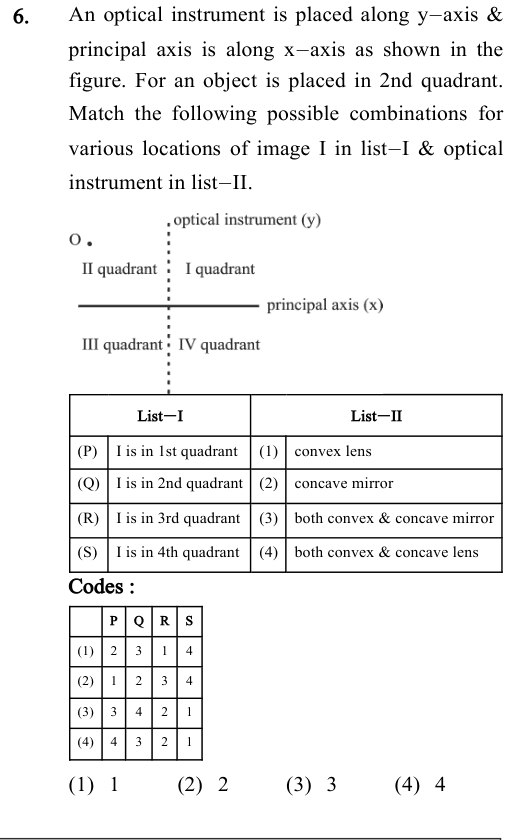 6. An optical instrument is placed along y−axis &
principal axis is along x−axis as shown in the
figure. For an object is placed in 2nd quadrant.
Match the following possible combinations for
various locations of image I in list−I & optical
instrument in list−II.
optical instrument (y)
O
II quadrant I quadrant
principal axis (x)
III quadrant IV quadrant
List−I List−II
(P) I is in 1st quadrant (1) convex lens
(Q) I is in 2nd quadrant (2) concave mirror
(R) I is in 3rd quadrant (3) both convex & concave mirror
(S) I is in 4th quadrant (4) both convex & concave lens
Codes :
P Q R S
(1) 2 3 1 4
(2) 1 2 3 4
(3) 3 4 2 1
(4) 4 3 2 1
(1) 1 (2) 2 (3) 3 (4) 4